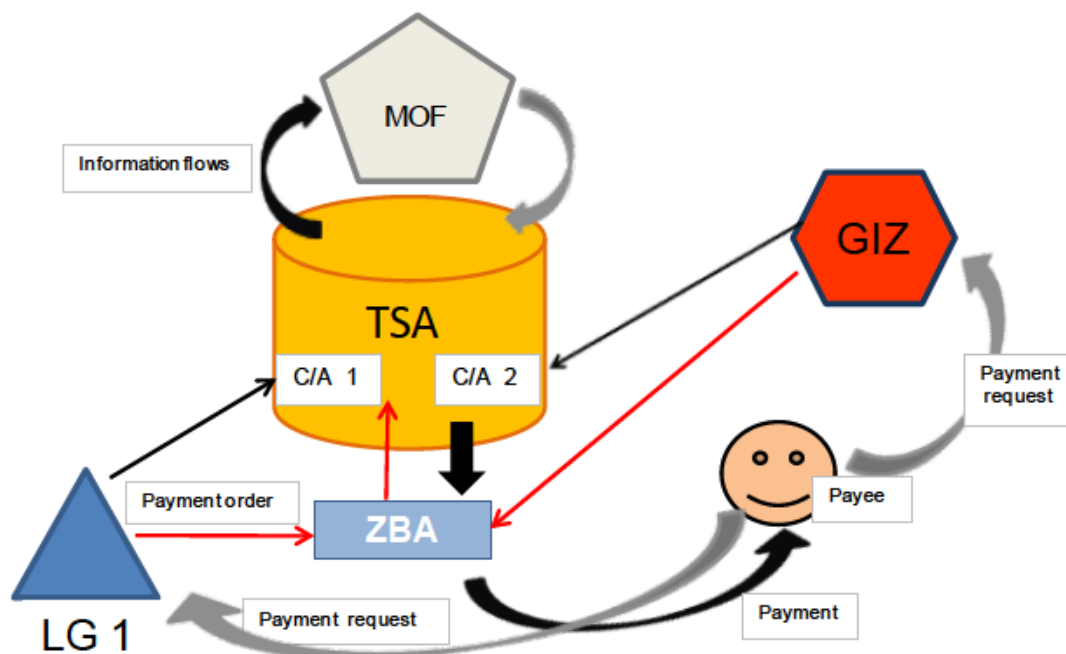 MOF
Information flows
GIZ
TSA
C/A 1
C/A 2
Payment
request
Payment order
Payee
ZBA
Payment request
Payment
LG 1